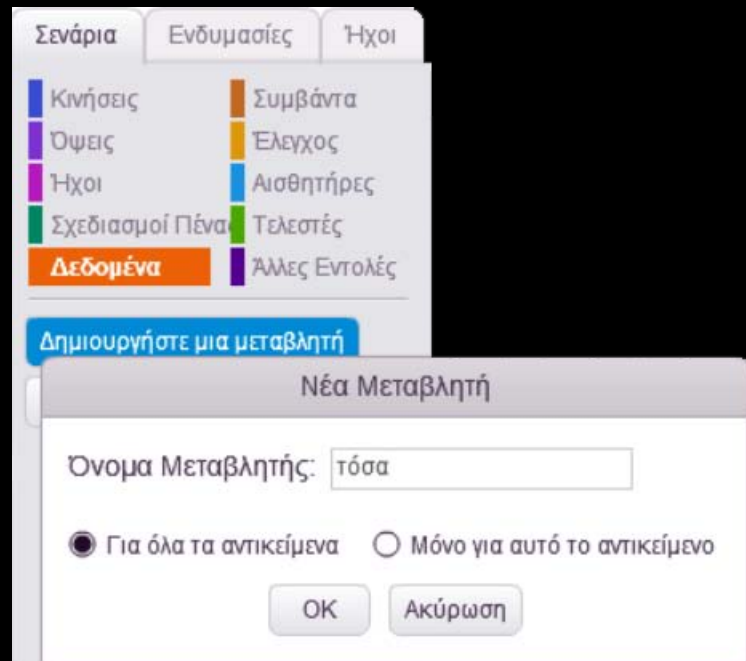 Σενάρια Ενδυμασίες Ήχοι
Κινήσεις Συμβάντα
Όψεις Έλεγχος
Ήχοι Αισθητήρες
Σχεδιασμοί Πένας Τελεστές
Δεδομένα Άλλες Εντολές
Δημιουργήστε μια μεταβλητή
Νέα Μεταβλητή
Όνομα Μεταβλητής: τόσα
Για όλα τα αντικείμενα Μόνο για αυτό το αντικείμενο
OK Ακύρωση